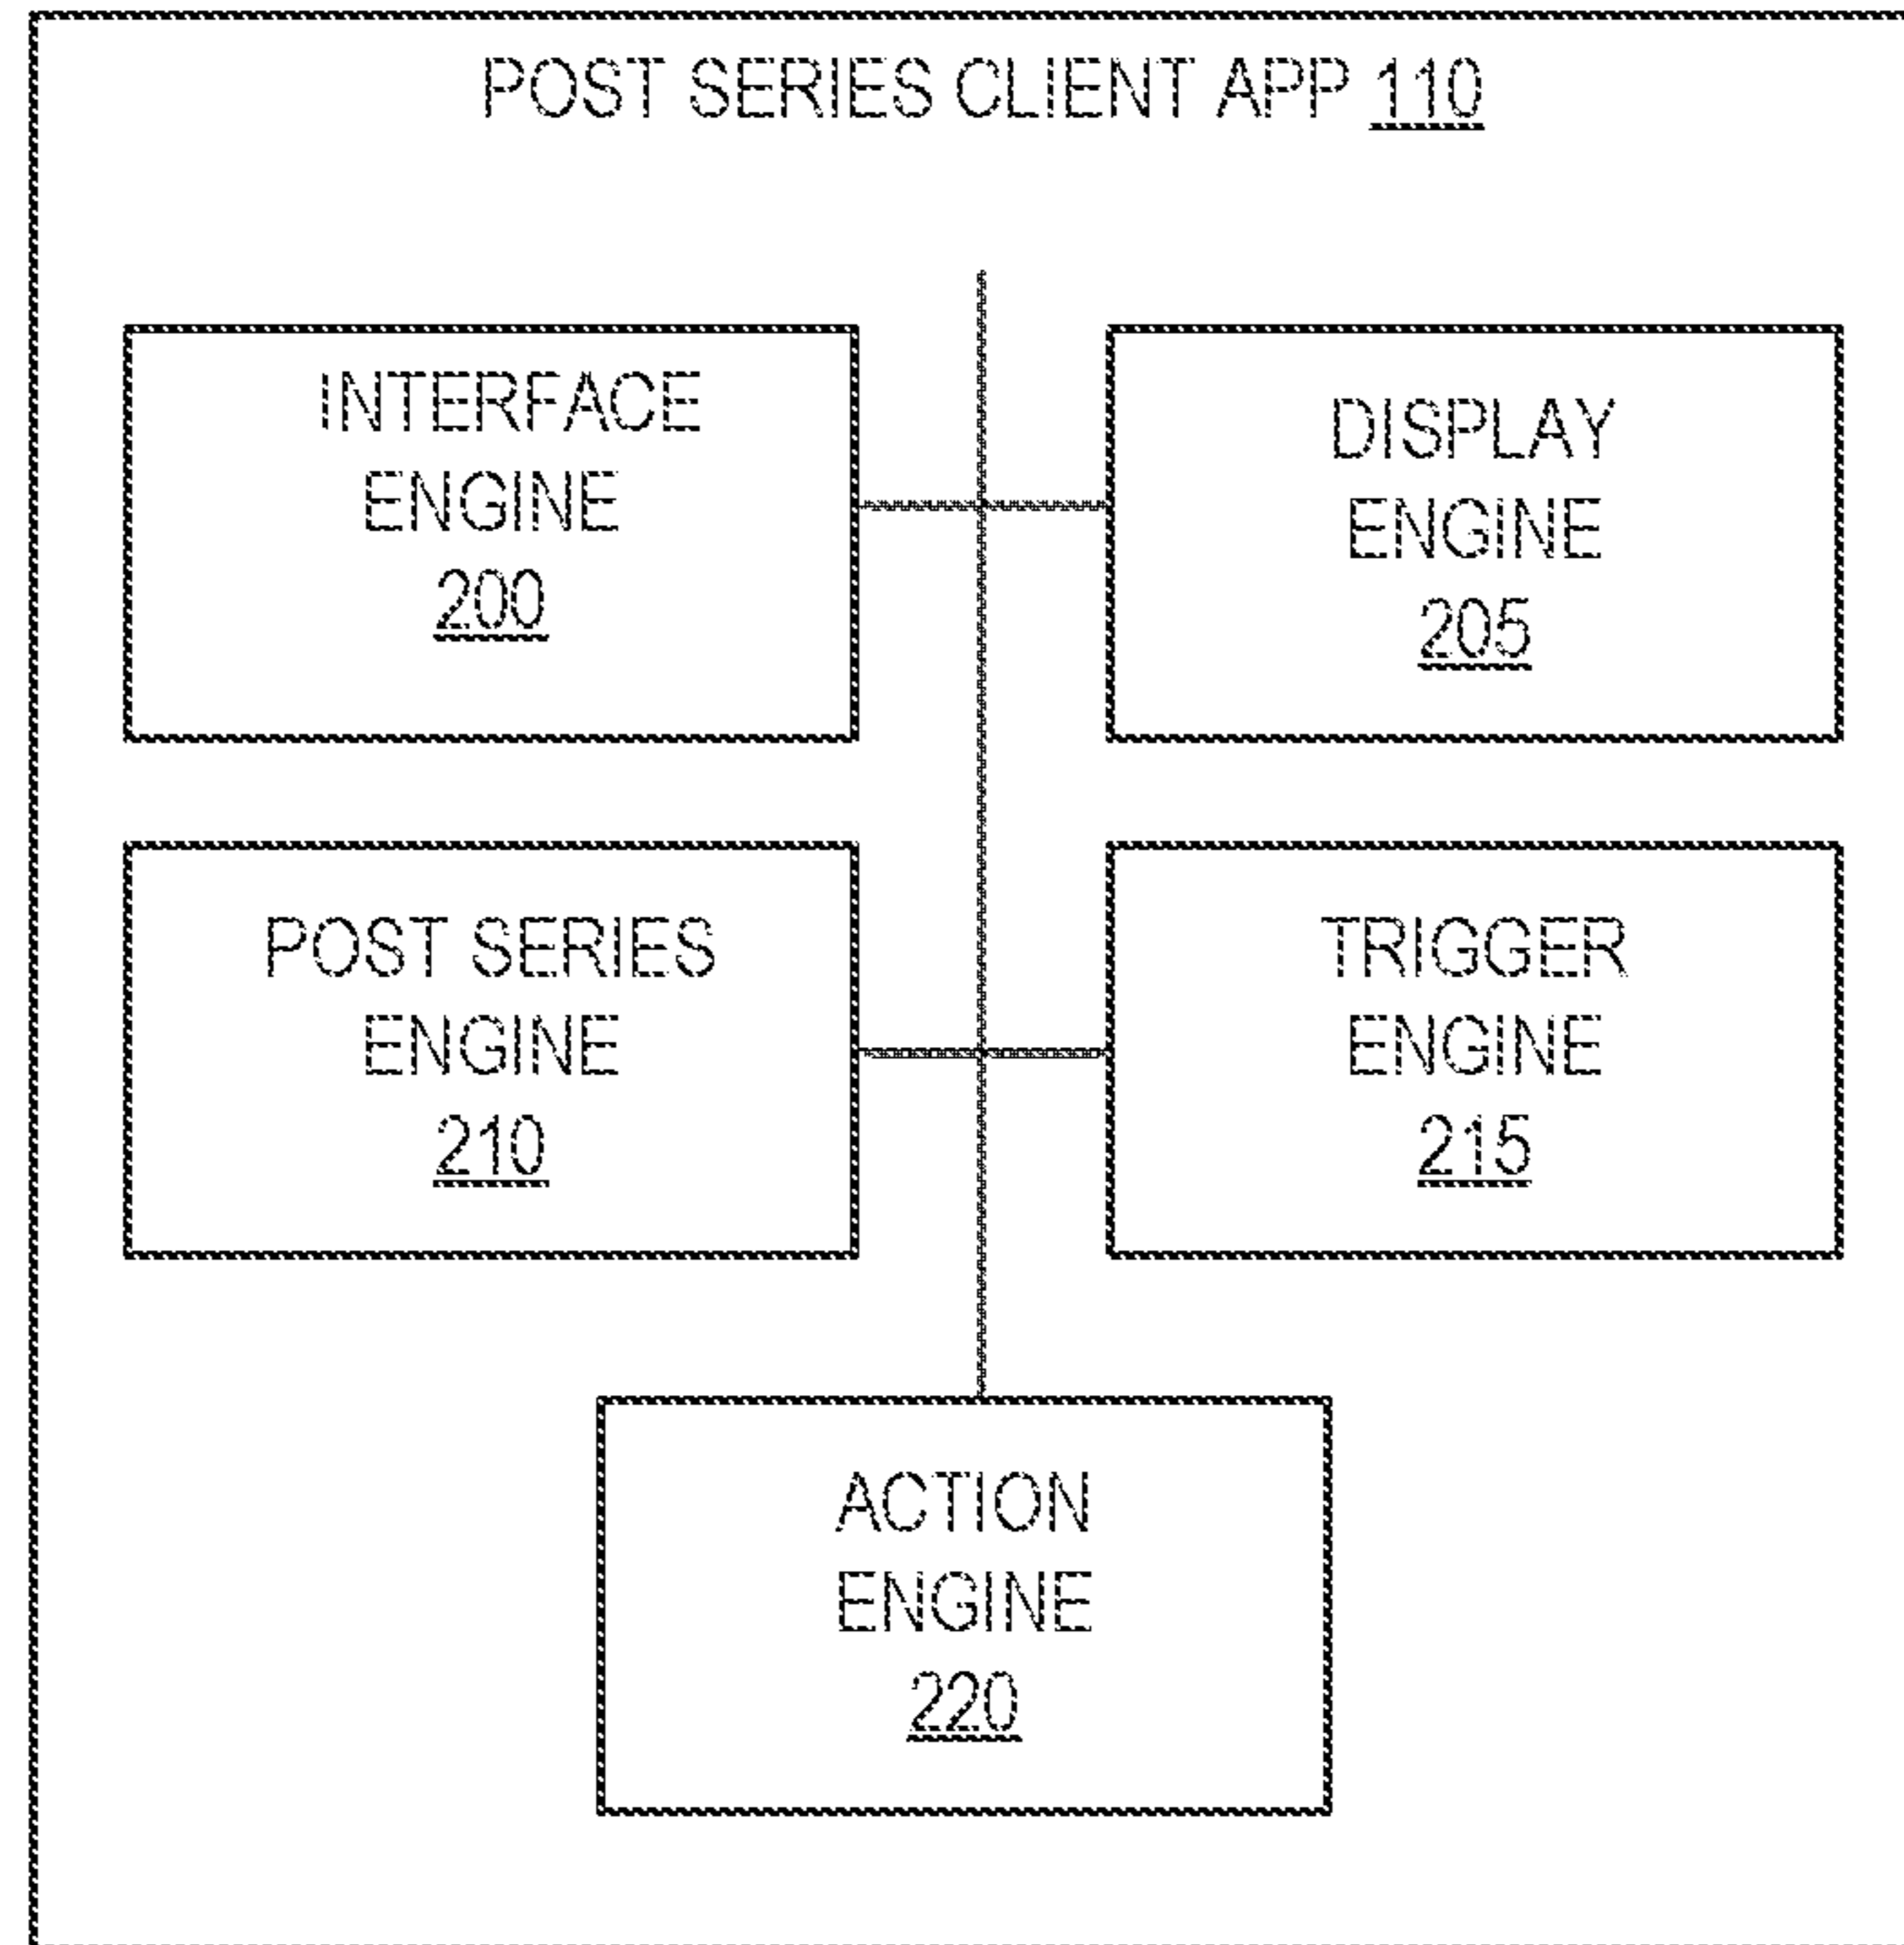 POST SERIES CLIENT APP 110
INTERFACE
ENGINE
200
DISPLAY
ENGINE
205
POST SERIES
ENGINE
210
TRIGGER
ENGINE
215
ACTION
ENGINE
220